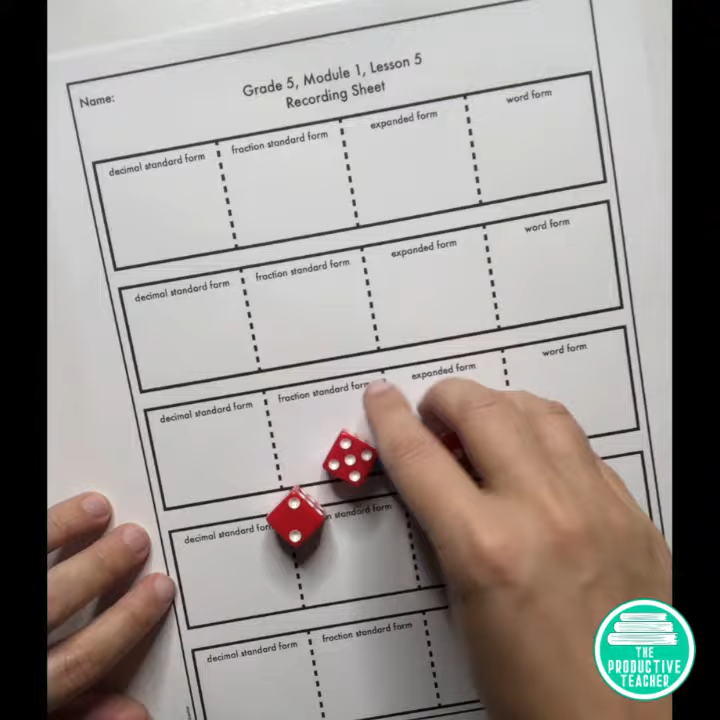 Name:
Grade 5, Module 1, Lesson 5
Recording Sheet
decimal standard form
fraction standard form
expanded form
word form
decimal standard form
fraction standard form
expanded form
word form
decimal standard form
fraction standard form
expanded form
word form
decimal standard form
standard form
decimal standard form
fraction standard form
THE
PRODUCTIVE
TEACHER